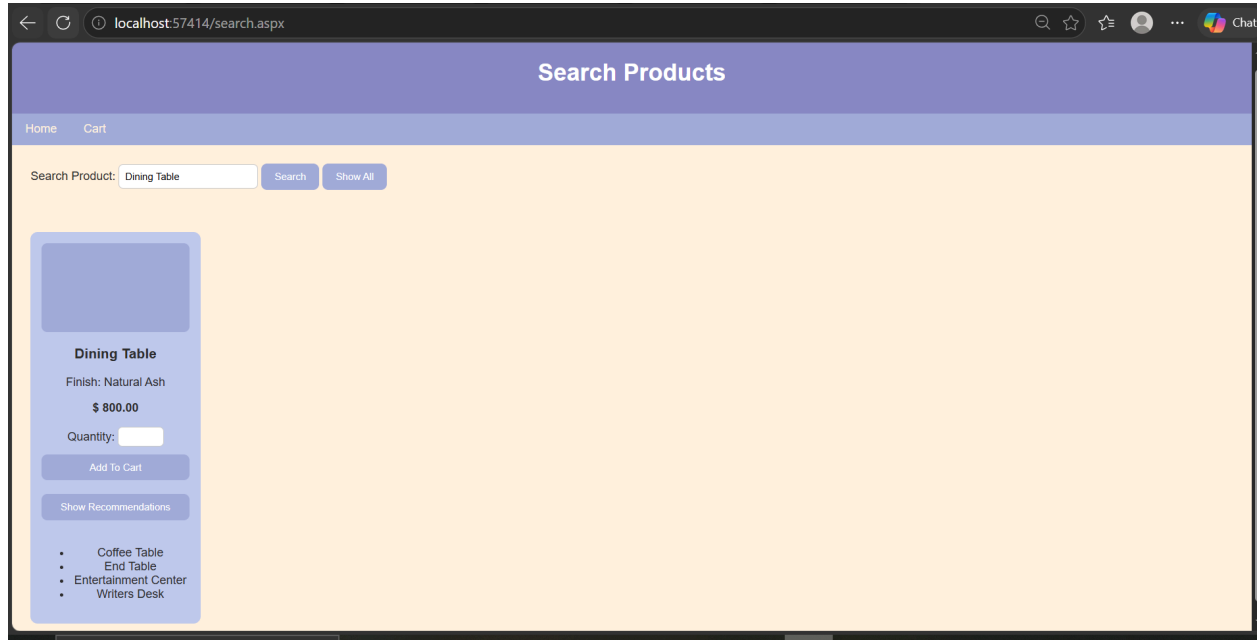 localhost:57414/search.aspx
Chat
Search Products
Home Cart
Search Product: Dining Table Search Show All
Dining Table
Finish: Natural Ash
$ 800.00
Quantity:
Add To Cart
Show Recommendations
• Coffee Table
• End Table
• Entertainment Center
• Writers Desk